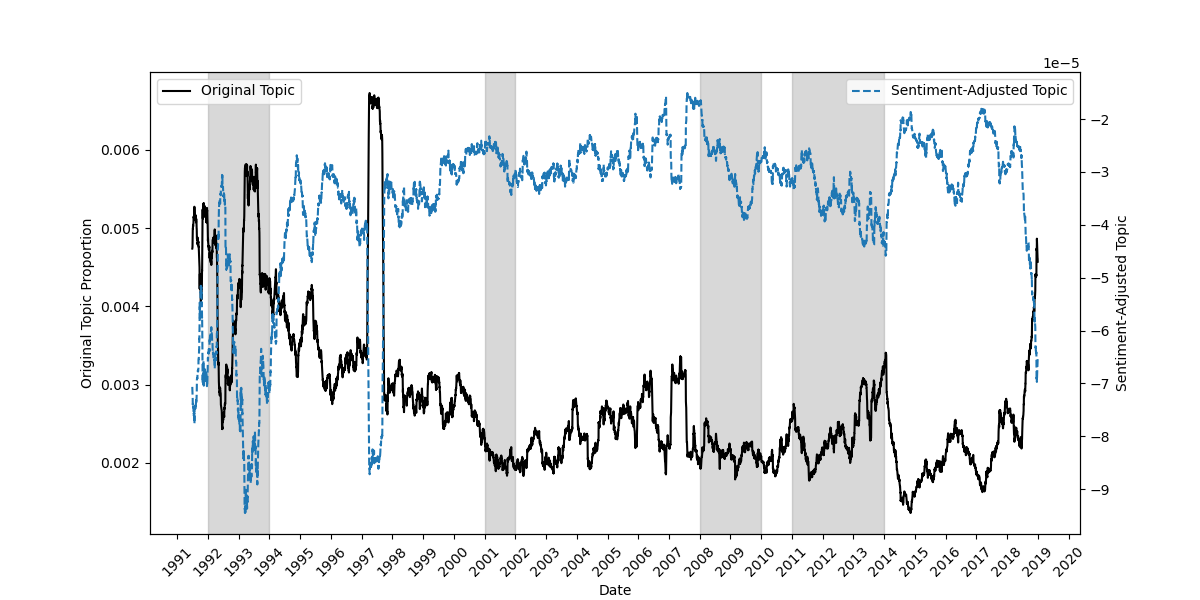 1e−5
Original Topic
Sentiment-Adjusted Topic
0.006
0.005
0.004
0.003
0.002
Original Topic Proportion
−2
−3
−4
−5
−6
−7
−8
−9
Sentiment-Adjusted Topic
1991 1992 1993 1994 1995 1996 1997 1998 1999 2000 2001 2002 2003 2004 2005 2006 2007 2008 2009 2010 2011 2012 2013 2014 2015 2016 2017 2018 2019 2020
Date